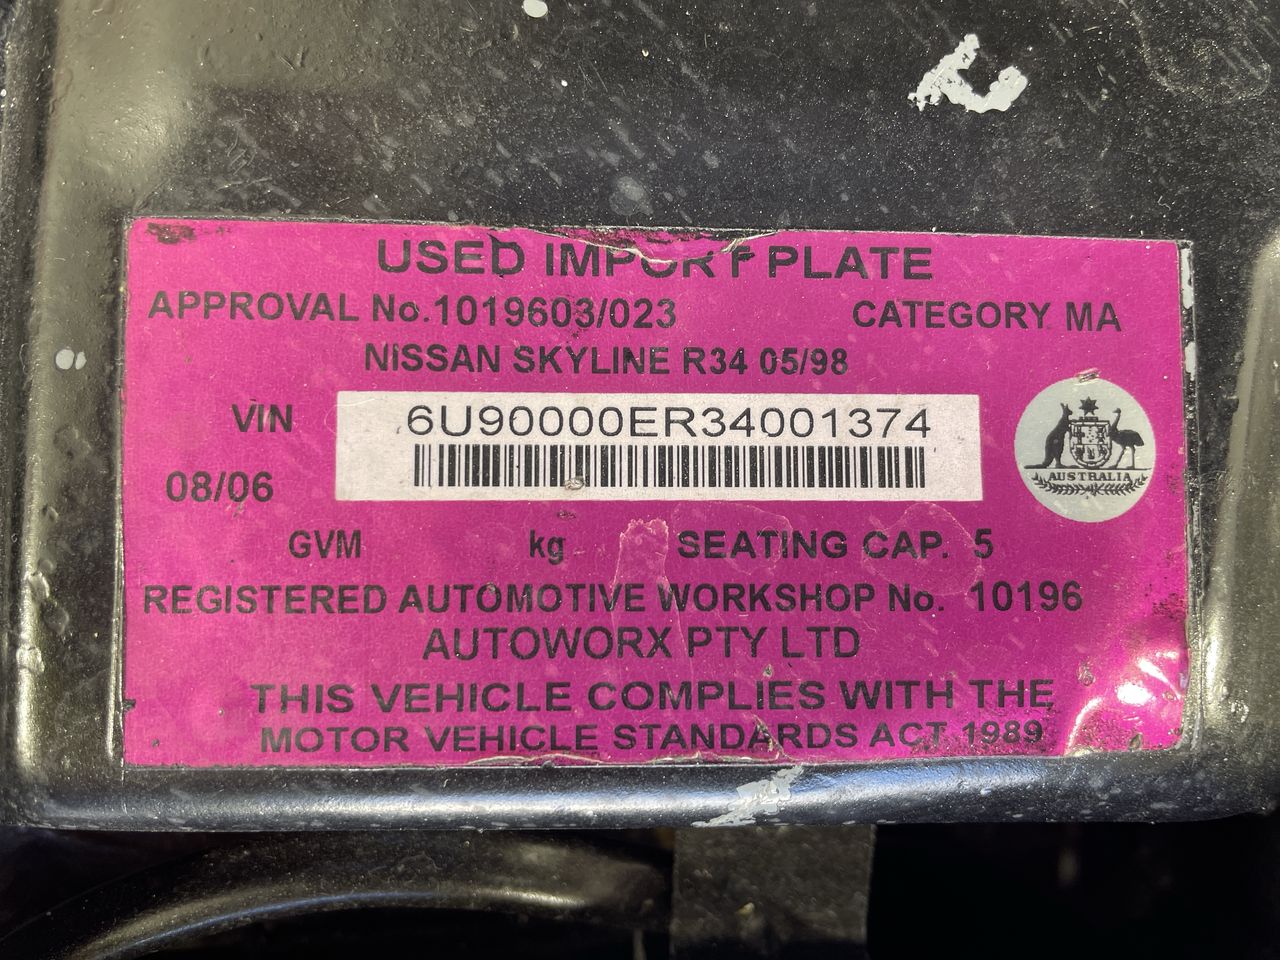 USED IMPORT PLATE
APPROVAL No.1019603/023 CATEGORY MA
NISSAN SKYLINE R34 05/98
VIN 6U90000ER34001374
08/06
AUSTRALIA
GVM kg SEATING CAP. 5
REGISTERED AUTOMOTIVE WORKSHOP No. 10196
AUTOWORX PTY LTD
THIS VEHICLE COMPLIES WITH THE
MOTOR VEHICLE STANDARDS ACT 1989